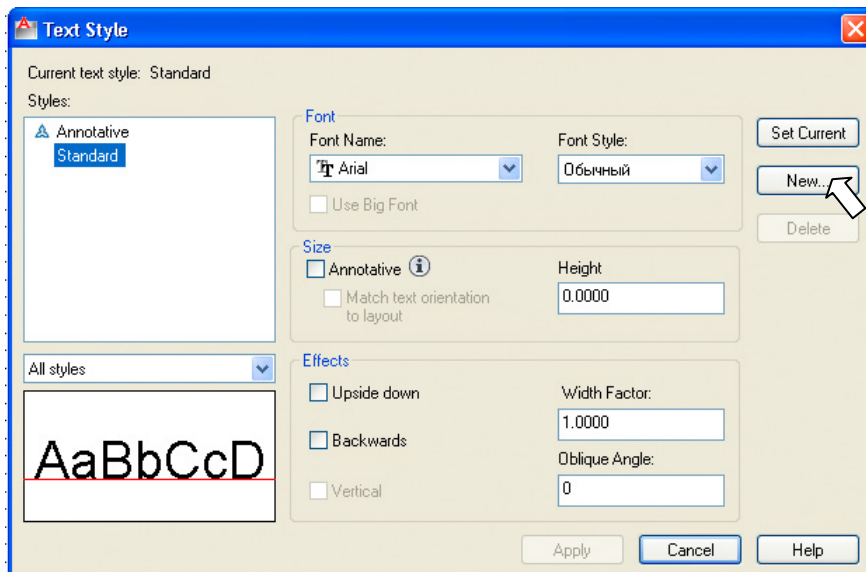 Text Style
Current text style: Standard
Styles:
Annotative
Standard
All styles
AaBbCcD
Font
Font Name:
Arial
Use Big Font
Font Style:
Обычный
Size
Annotative
Match text orientation
to layout
Height
0.0000
Effects
Upside down
Backwards
Vertical
Width Factor:
1.0000
Oblique Angle:
0
Set Current
New...
Delete
Apply
Cancel
Help